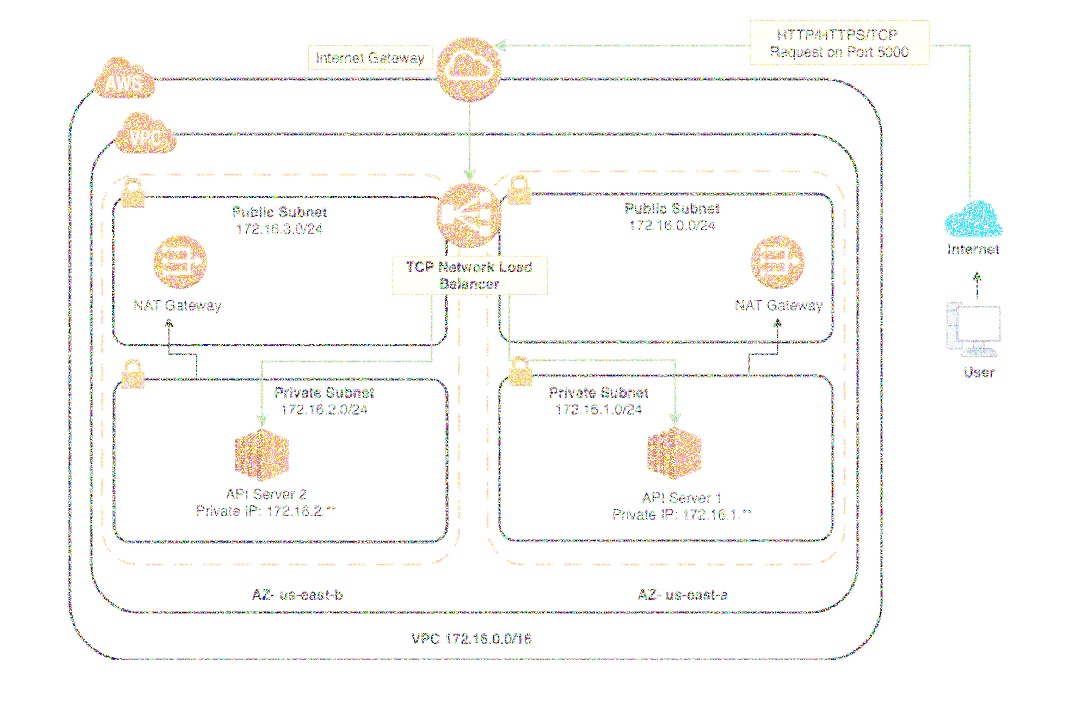 HTTP/HTTPS/TCP
Request on Port 5000
Internet Gateway
AWS
VPC
Public Subnet
172.16.3.0/24
Public Subnet
172.16.0.0/24
TCP Network Load
Balancer
NAT Gateway
NAT Gateway
Internet
User
Private Subnet
172.16.2.0/24
Private Subnet
172.16.1.0/24
API Server 2
Private IP: 172.16.2.**
API Server 1
Private IP: 172.16.1.**
AZ- us-east-b
AZ- us-east-a
VPC 172.16.0.0/16